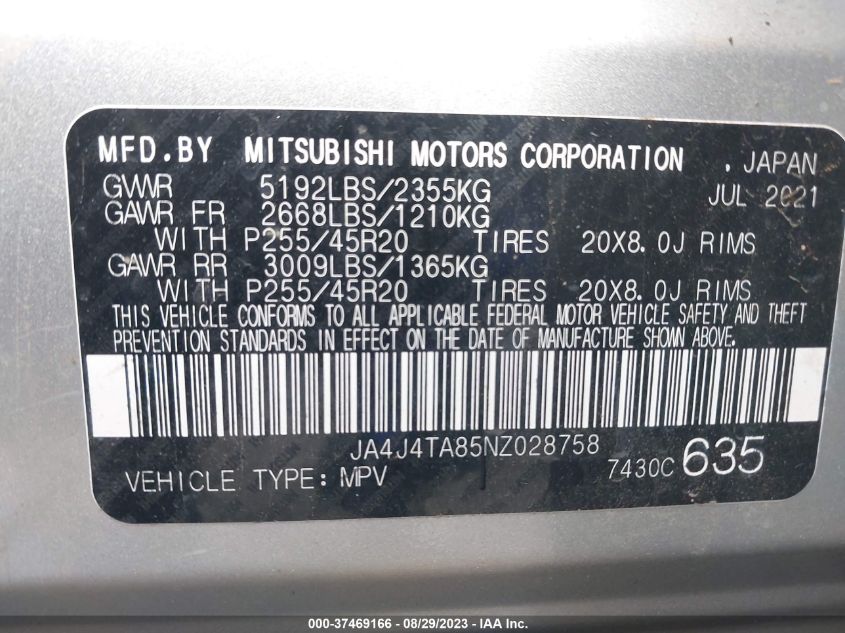 MFD.BY MITSUBISHI MOTORS CORPORATION . JAPAN
GVWR 5192LBS/2355KG JUL 2021
GAWR FR 2668LBS/1210KG
WITH P255/45R20 TIRES 20X8.0J RIMS
GAWR RR 3009LBS/1365KG
WITH P255/45R20 TIRES 20X8.0J RIMS
THIS VEHICLE CONFORMS TO ALL APPLICABLE FEDERAL MOTOR VEHICLE SAFETY AND THEFT
PREVENTION STANDARDS IN EFFECT ON THE DATE OF MANUFACTURE SHOWN ABOVE.
JA4J4TA85NZ028758
VEHICLE TYPE: MPV 7430C 635
000-37469166 - 08/29/2023 - © IAA Holdings, LLC.